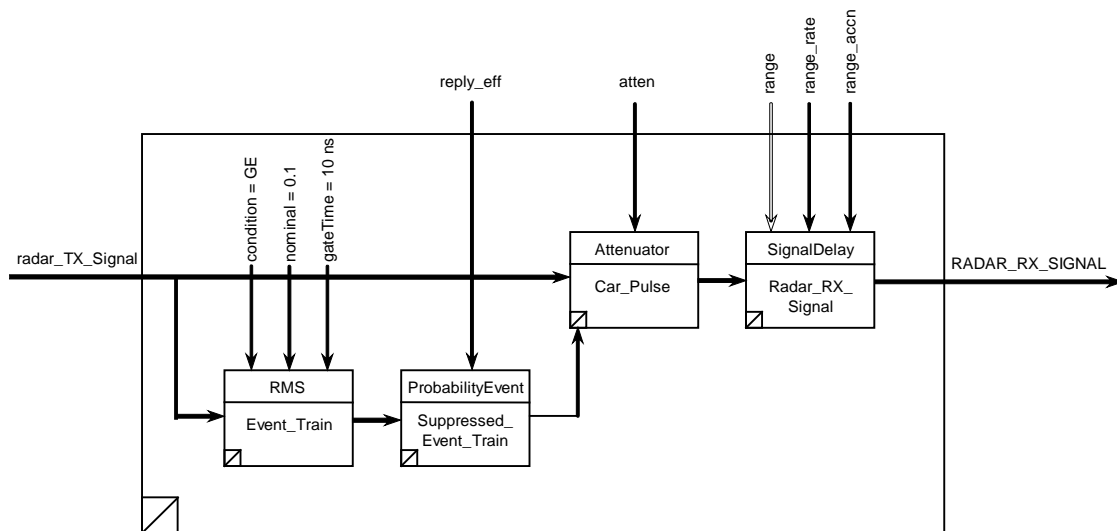 reply_eff
atten
range
range_rate
range_accn
condition = GE
nominal = 0.1
gateTime = 10 ns
radar_TX_Signal
Attenuator
Car_Pulse
SignalDelay
Radar_RX_
Signal
RADAR_RX_SIGNAL
RMS
Event_Train
ProbabilityEvent
Suppressed_
Event_Train